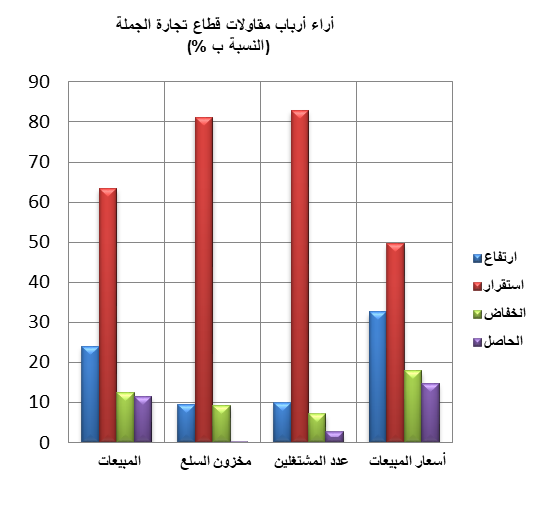 أراء أرباب مقاولات قطاع تجارة الجملة
(النسبة ب %)
90
80
70
60
50
40
30
20
10
0
ارتفاع
استقرار
انخفاض
الحاصل
المبيعات
مخزون السلع
عدد المشتغلين
أسعار المبيعات